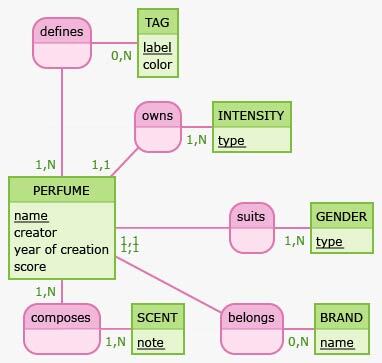 defines
TAG
label
color
0,N
owns
INTENSITY
type
1,N
1,N
1,1
PERFUME
name
creator
year of creation
score
suits
GENDER
type
1,N
1,1
1,1
1,N
composes
SCENT
note
1,N
belongs
BRAND
name
0,N